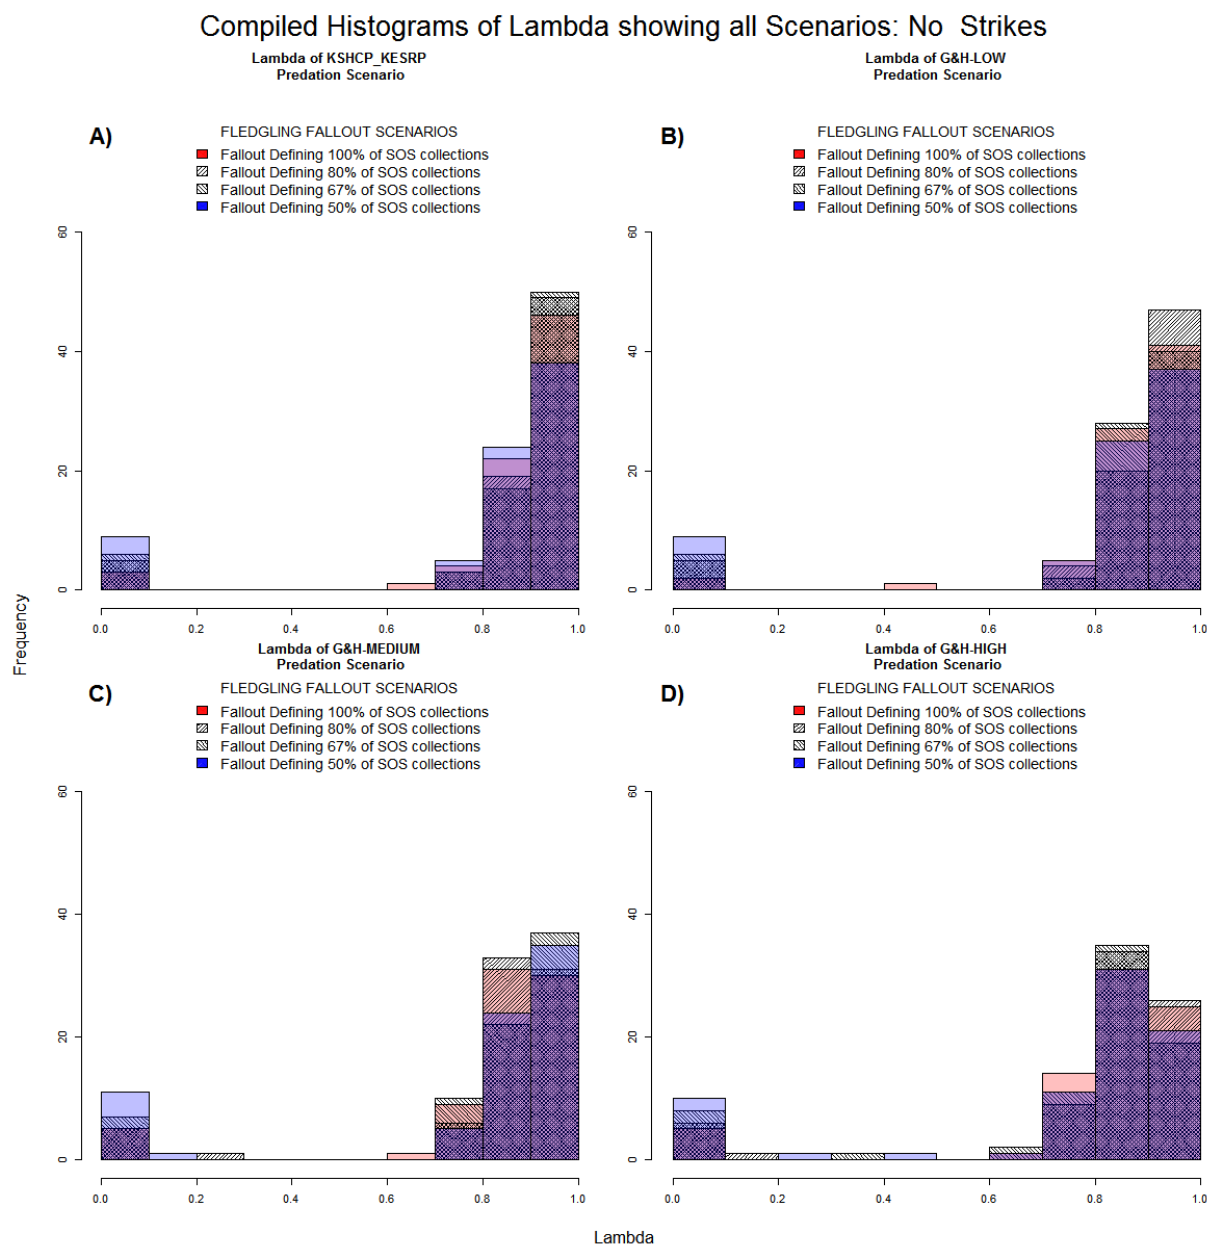 Compiled Histograms of Lambda showing all Scenarios: No  Strikes
Lambda of KSHCP_KESRP
Predation Scenario
A)
FLEDGLING FALLOUT SCENARIOS
Fallout Defining 100% of SOS collections
Fallout Defining 80% of SOS collections
Fallout Defining 67% of SOS collections
Fallout Defining 50% of SOS collections
60
40
20
0
0.0 0.2 0.4 0.6 0.8 1.0
Lambda of G&H-LOW
Predation Scenario
B)
FLEDGLING FALLOUT SCENARIOS
Fallout Defining 100% of SOS collections
Fallout Defining 80% of SOS collections
Fallout Defining 67% of SOS collections
Fallout Defining 50% of SOS collections
60
40
20
0
0.0 0.2 0.4 0.6 0.8 1.0
Frequency
Lambda of G&H-MEDIUM
Predation Scenario
C)
FLEDGLING FALLOUT SCENARIOS
Fallout Defining 100% of SOS collections
Fallout Defining 80% of SOS collections
Fallout Defining 67% of SOS collections
Fallout Defining 50% of SOS collections
60
40
20
0
0.0 0.2 0.4 0.6 0.8 1.0
Lambda of G&H-HIGH
Predation Scenario
D)
FLEDGLING FALLOUT SCENARIOS
Fallout Defining 100% of SOS collections
Fallout Defining 80% of SOS collections
Fallout Defining 67% of SOS collections
Fallout Defining 50% of SOS collections
60
40
20
0
0.0 0.2 0.4 0.6 0.8 1.0
Lambda